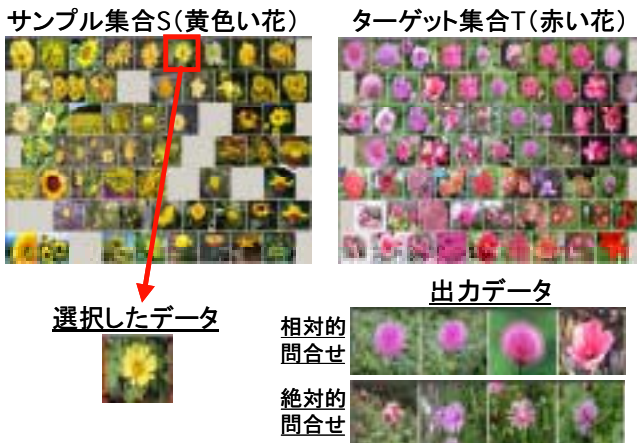 サンプル集合S(黄色い花)
ターゲット集合T(赤い花)
選択したデータ
出力データ
相対的
問合せ
絶対的
問合せ